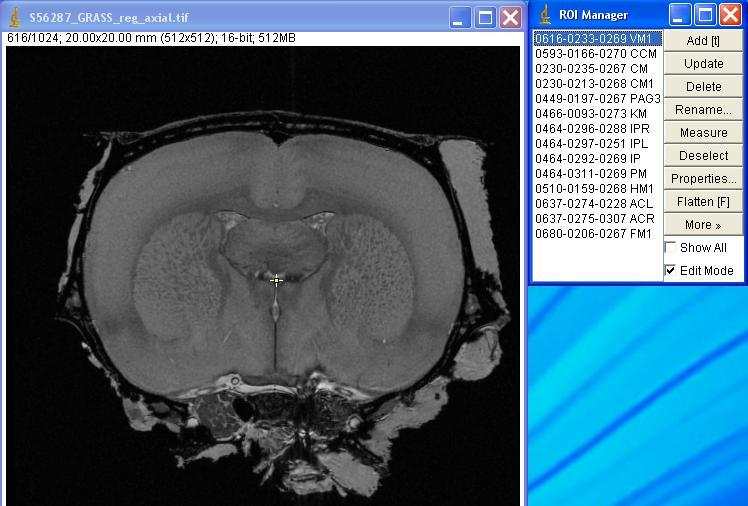 S56287_GRASS_reg_axial.tif
616/1024; 20.00x20.00 mm (512x512); 16-bit; 512MB
ROI Manager
0616-0233-0269 VM1
0593-0166-0270 CCM
0230-0235-0267 CM
0230-0213-0268 CM1
0449-0197-0267 PAG3
0466-0093-0273 KM
0464-0296-0288 IPR
0464-0297-0251 IPL
0464-0292-0269 IP
0464-0311-0269 PM
0510-0159-0268 HM1
0637-0274-0228 ACL
0637-0275-0307 ACR
0680-0206-0267 FM1
Add [t]
Update
Delete
Rename...
Measure
Deselect
Properties...
Flatten [F]
More »
Show All
Edit Mode